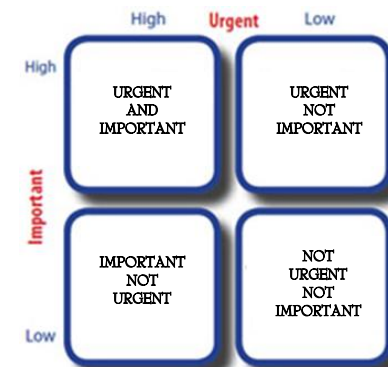 High Urgent Low
High
URGENT
AND
IMPORTANT
URGENT
NOT
IMPORTANT
Important
IMPORTANT
NOT
URGENT
NOT
URGENT
NOT
IMPORTANT
Low